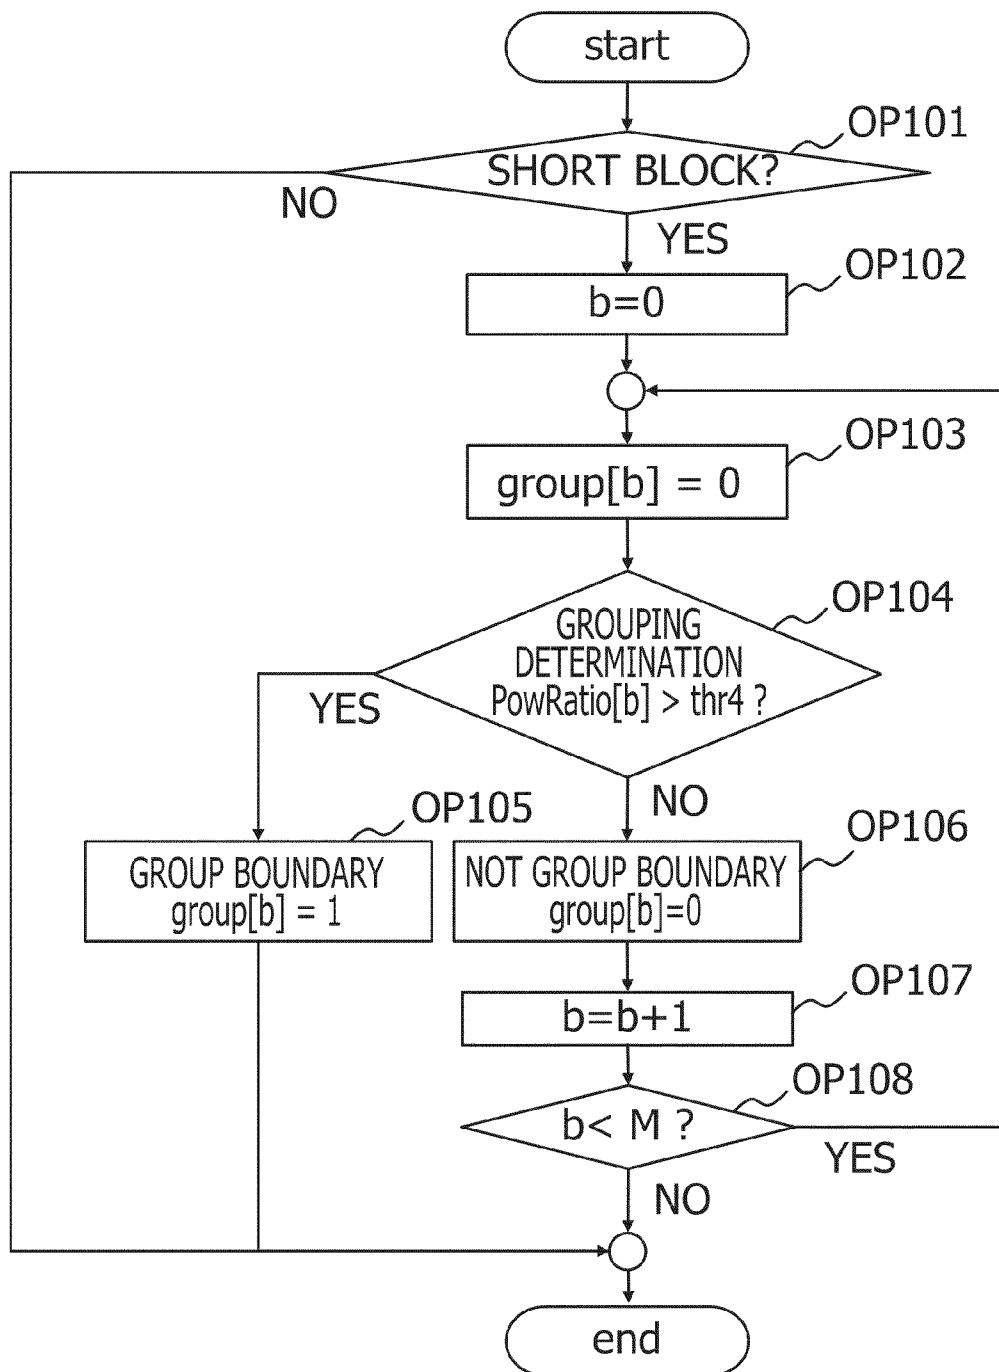 start
OP101
SHORT BLOCK?
NO
YES
OP102
b=0
OP103
group[b] = 0
OP104
GROUPING
DETERMINATION
PowRatio[b] > thr4 ?
YES
NO
OP105
OP106
GROUP BOUNDARY
group[b] = 1
NOT GROUP BOUNDARY
group[b]=0
OP107
b=b+1
OP108
b< M ?
YES
NO
end